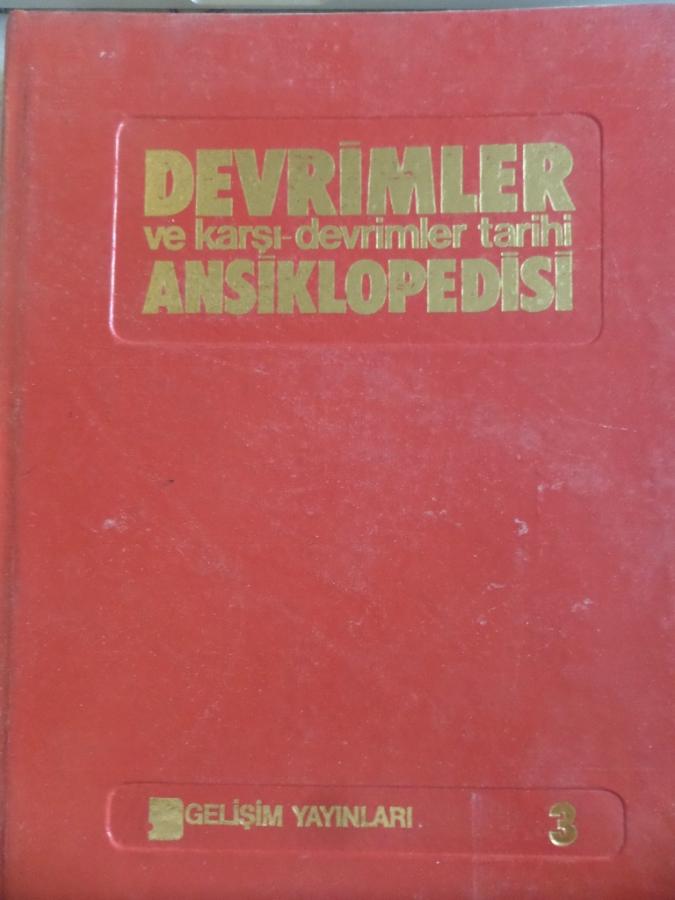 DEVRİMLER
ve karşı-devrimler tarihi
ANSİKLOPEDİSİ
GELİŞİM YAYINLARI
3